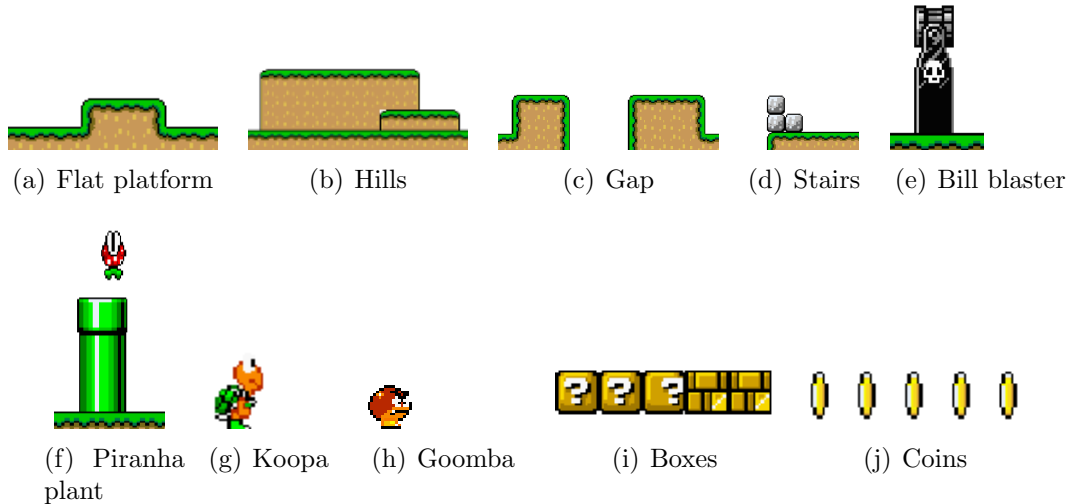 (a) Flat platform
(b) Hills
(c) Gap
(d) Stairs
(e) Bill blaster
(f) Piranha
plant
(g) Koopa
(h) Goomba
? ? ?
(i) Boxes
(j) Coins